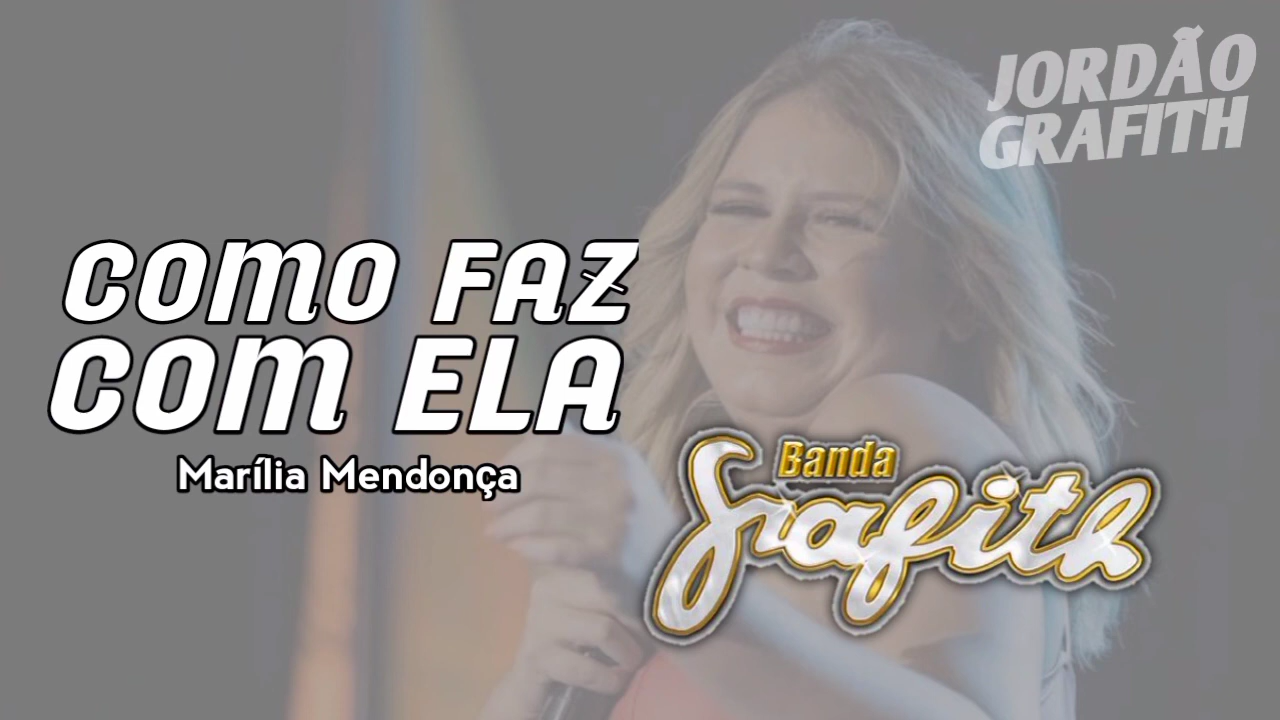 JORDÃO
GRAFITH
COMO FAZ
COM ELA
Marília Mendonça
Banda
Grafith